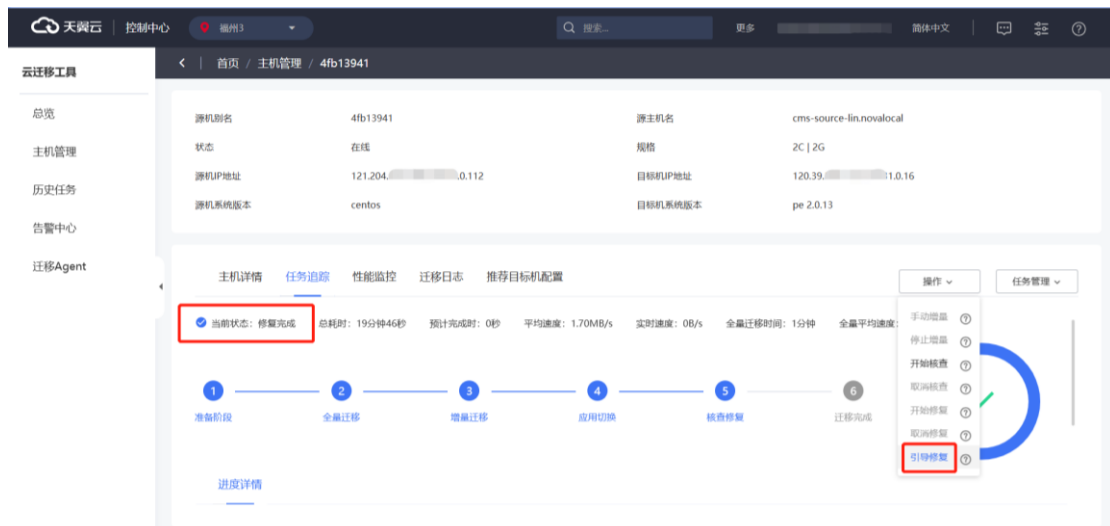 天翼云 控制中心 福州3 搜索... 更多 简体中文
云迁移工具
首页 / 主机管理 / 4fb13941
总览
主机管理
历史任务
告警中心
迁移Agent
源机别名 4fb13941 源主机名 cms-source-lin.novalocal
状态 在线 规格 2C | 2G
源机IP地址 121.204. .0.112 目标机IP地址 120.39. 1.0.16
源机系统版本 centos 目标机系统版本 pe 2.0.13
主机详情 任务追踪 性能监控 迁移日志 推荐目标机配置 操作 任务管理
当前状态：修复完成 总耗时：19分钟46秒 预计完成时：0秒 平均速度：1.70MB/s 实时速度：0B/s 全量迁移时间：1分钟 全量平均速度：
手动增量
停止增量
开始核查
取消核查
开始修复
取消修复
引导修复
1 2 3 4 5 6
准备阶段 全量迁移 增量迁移 应用切换 核查修复 迁移完成
进度详情